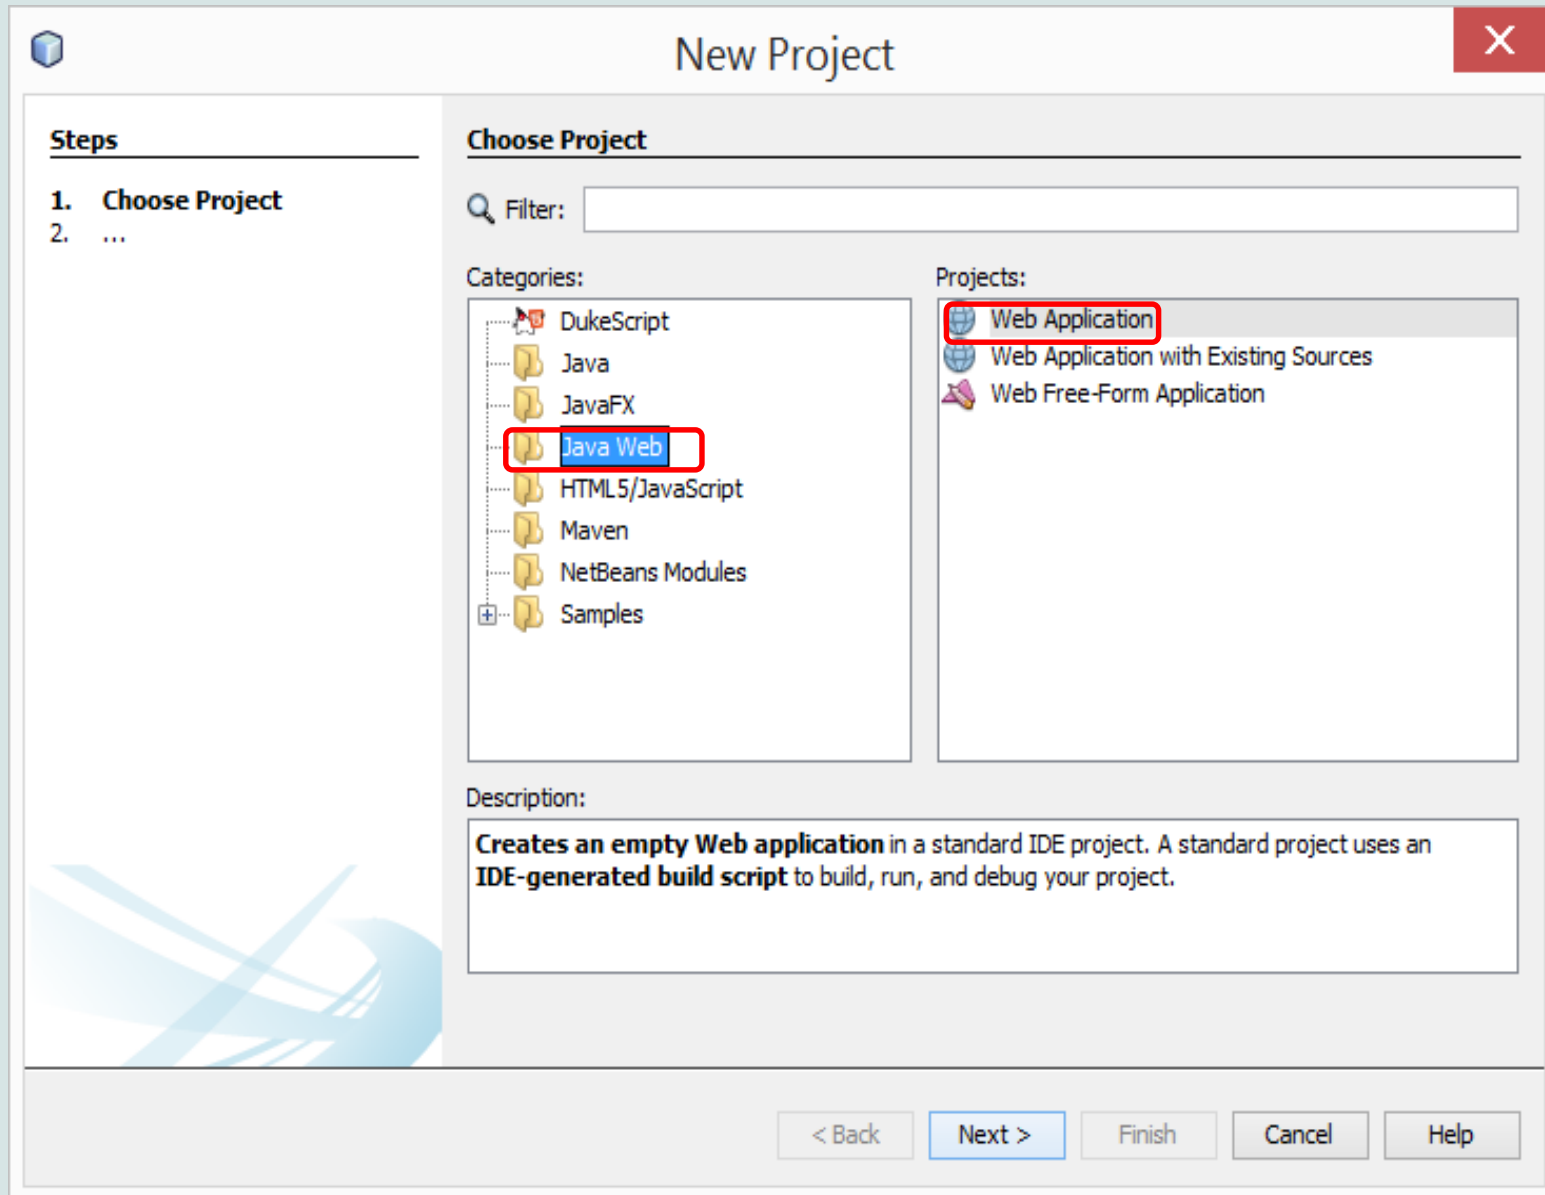 New Project
Steps
1. Choose Project
2. ...
Choose Project
Filter:
Categories:
DukeScript
Java
JavaFX
Java Web
HTML5/JavaScript
Maven
NetBeans Modules
Samples
Projects:
Web Application
Web Application with Existing Sources
Web Free-Form Application
Description:
Creates an empty Web application in a standard IDE project. A standard project uses an
IDE-generated build script to build, run, and debug your project.
< Back
Next >
Finish
Cancel
Help